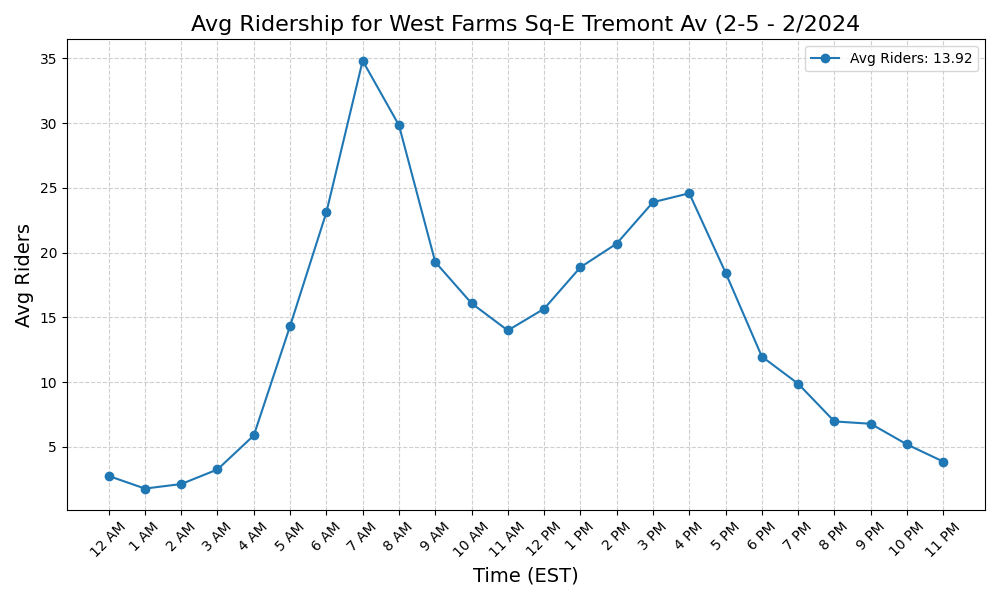 Avg Ridership for West Farms Sq-E Tremont Av (2-5 - 2/2024
Avg Riders: 13.92
Avg Riders
35
30
25
20
15
10
5
12 AM
1 AM
2 AM
3 AM
4 AM
5 AM
6 AM
7 AM
8 AM
9 AM
10 AM
11 AM
12 PM
1 PM
2 PM
3 PM
4 PM
5 PM
6 PM
7 PM
8 PM
9 PM
10 PM
11 PM
Time (EST)